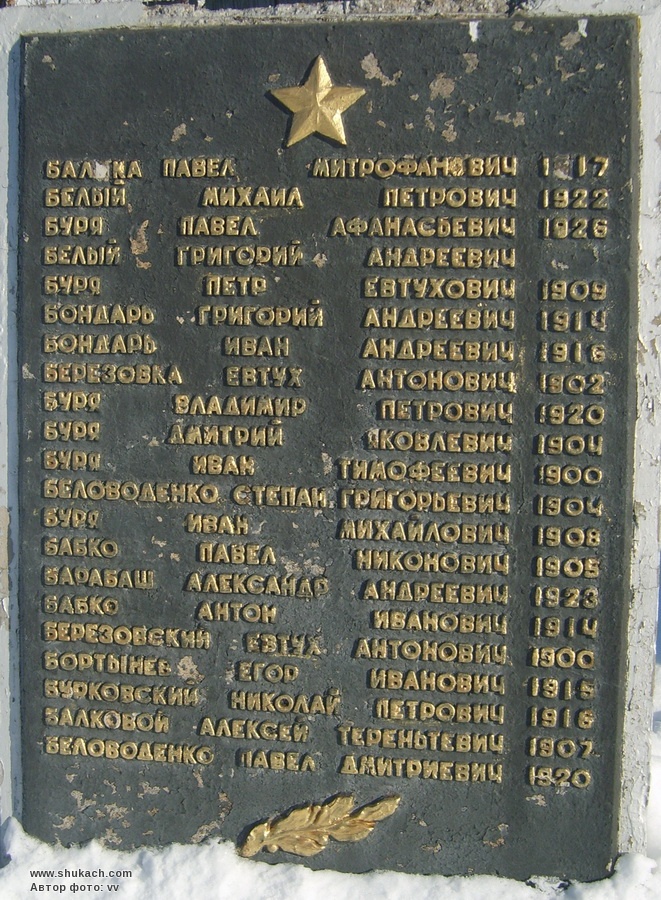 ПАВЕЛ МИТРОФАНОВИЧ 1917
БЕЛЫЙ МИХАИЛ ПЕТРОВИЧ 1922
БУРЯ ПАВЕЛ АФАНАСЬЕВИЧ 1926
БЕЛЫЙ ГРИГОРИЙ АНДРЕЕВИЧ
БУРЯ ПЕТР ЕВТУХОВИЧ 1909
БОНДАРЬ ГРИГОРИЙ АНДРЕЕВИЧ 1914
БОНДАРЬ ИВАН АНДРЕЕВИЧ 1916
БЕРЕЗОВКА ЕВТУХ АНТОНОВИЧ 1902
БУРЯ ВЛАДИМИР ПЕТРОВИЧ 1920
БУРЯ ДМИТРИЙ ЯКОВЛЕВИЧ 1904
БУРЯ ИВАН ТИМОФЕЕВИЧ 1900
БЕЛОВОДЕНКО СТЕПАН ГРИГОРЬЕВИЧ 1904
БУРЯ ИВАН МИХАЙЛОВИЧ 1908
БАБКО ПАВЕЛ НИКОНОВИЧ 1905
БАРАБАШ АЛЕКСАНДР АНДРЕЕВИЧ 1923
БАБКО АНТОН ИВАНОВИЧ 1914
БЕРЕЗОВСКИЙ ЕВТУХ АНТОНОВИЧ 1900
БОРТЫНЕВ ЕГОР ИВАНОВИЧ 1915
БУРКОВСКИЙ НИКОЛАЙ ПЕТРОВИЧ 1916
БАЛКОВОЙ АЛЕКСЕЙ ТЕРЕНЬТЕВИЧ 1907
БЕЛОВОДЕНКО ПАВЕЛ ДМИТРИЕВИЧ 1920
www.shukach.com
Автор фото: vv